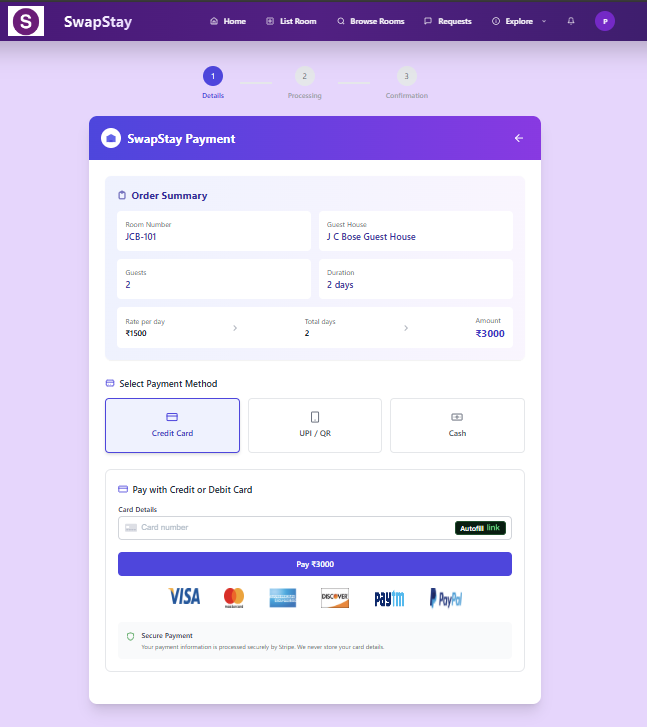 S SwapStay Home List Room Browse Rooms Requests Explore P
1 2 3
Details Processing Confirmation
SwapStay Payment
Order Summary
Room Number Guest House
JCB-101 J C Bose Guest House
Guests Duration
2 2 days
Rate per day Total days Amount
₹1500 2 ₹3000
Select Payment Method
Credit Card UPI / QR Cash
Pay with Credit or Debit Card
Card Details
Card number Autofill link
Pay ₹3000
VISA mastercard AMERICAN EXPRESS DISCOVER paytm PayPal
Secure Payment
Your payment information is processed securely by Stripe. We never store your card details.